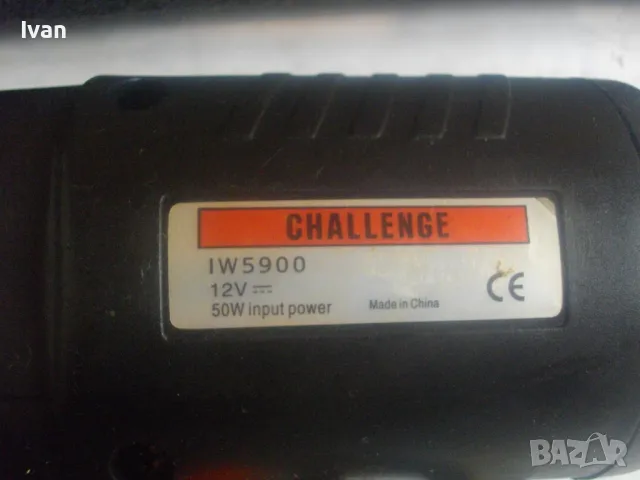 Ivan
CHALLENGE
IW5900
12V ⎓
50W input power
Made in China
CE
BAZAR